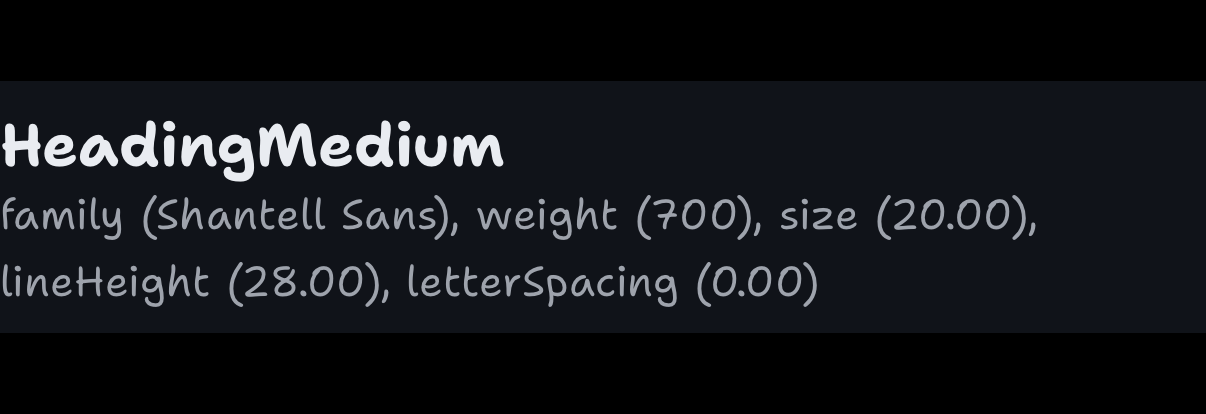 HeadingMedium
family (Shantell Sans), weight (700), size (20.00),
lineHeight (28.00), letterSpacing (0.00)